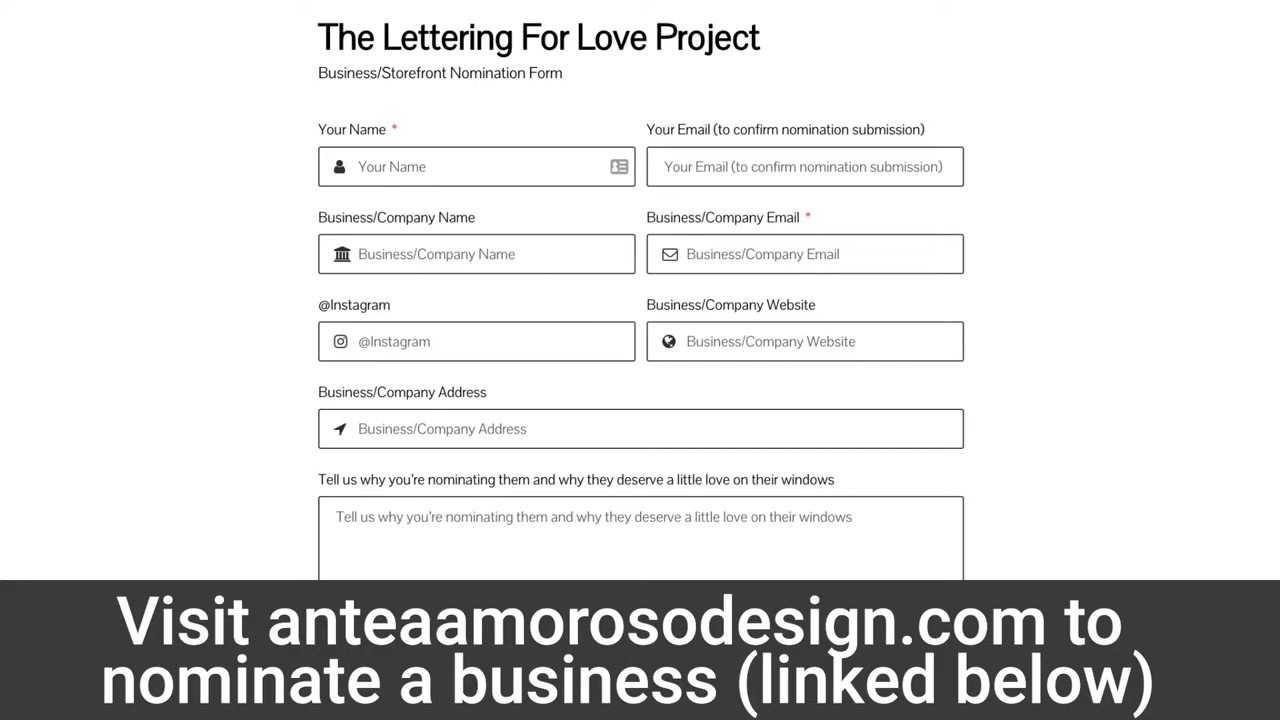 The Lettering For Love Project
Business/Storefront Nomination Form
Your Name *
Your Email (to confirm nomination submission)
Your Name
Your Email (to confirm nomination submission)
Business/Company Name
Business/Company Email *
Business/Company Name
Business/Company Email
@Instagram
Business/Company Website
@Instagram
Business/Company Website
Business/Company Address
Business/Company Address
Tell us why you're nominating them and why they deserve a little love on their windows
Tell us why you're nominating them and why they deserve a little love on their windows
Visit anteaamorosodesign.com to
nominate a business (linked below)